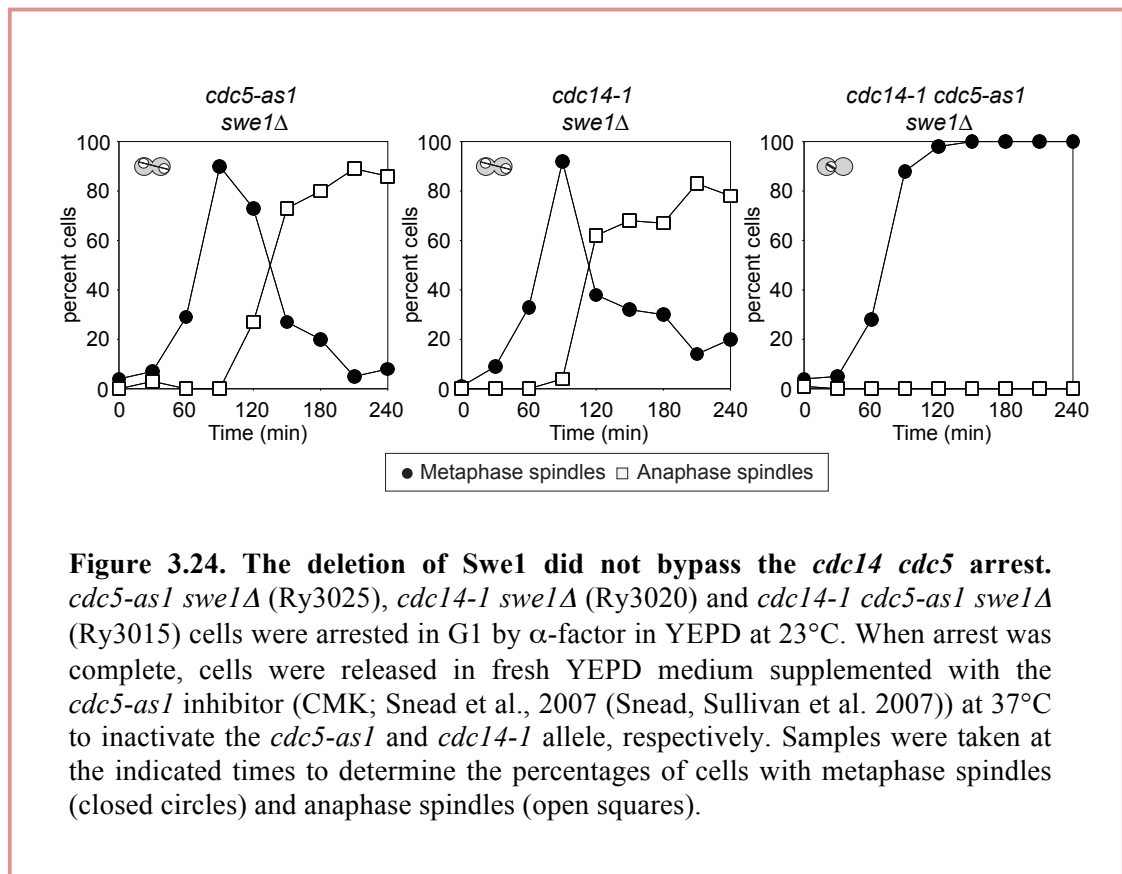 cdc5-as1
swe1Δ
cdc14-1
swe1Δ
cdc14-1 cdc5-as1
swe1Δ
percent cells
100
80
60
40
20
0
0 60 120 180 240
Time (min)
percent cells
100
80
60
40
20
0
0 60 120 180 240
Time (min)
percent cells
100
80
60
40
20
0
0 60 120 180 240
Time (min)
● Metaphase spindles □ Anaphase spindles
Figure 3.24. The deletion of Swe1 did not bypass the cdc14 cdc5 arrest.
cdc5-as1 swe1Δ (Ry3025), cdc14-1 swe1Δ (Ry3020) and cdc14-1 cdc5-as1 swe1Δ
(Ry3015) cells were arrested in G1 by α-factor in YEPD at 23°C. When arrest was
complete, cells were released in fresh YEPD medium supplemented with the
cdc5-as1 inhibitor (CMK; Snead et al., 2007 (Snead, Sullivan et al. 2007)) at 37°C
to inactivate the cdc5-as1 and cdc14-1 allele, respectively. Samples were taken at
the indicated times to determine the percentages of cells with metaphase spindles
(closed circles) and anaphase spindles (open squares).